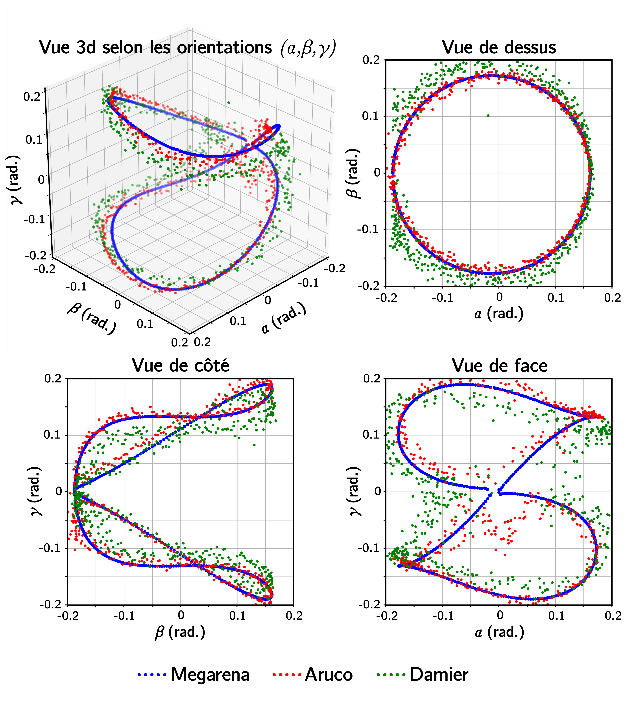 Vue 3d selon les orientations (α,β,γ)
0.2
0.1
0
-0.1
-0.2
γ (rad.)
-0.2
-0.1
0
0.1
0.2
β (rad.)
-0.2
-0.1
0
0.1
0.2
α (rad.)
Vue de dessus
0.2
0.1
0
-0.1
-0.2
β (rad.)
-0.2
-0.1
0
0.1
0.2
α (rad.)
Vue de côté
0.2
0.1
0
-0.1
-0.2
γ (rad.)
-0.2
-0.1
0
0.1
0.2
β (rad.)
Vue de face
0.2
0.1
0
-0.1
-0.2
γ (rad.)
-0.2
-0.1
0
0.1
0.2
α (rad.)
Megarena
Aruco
Damier